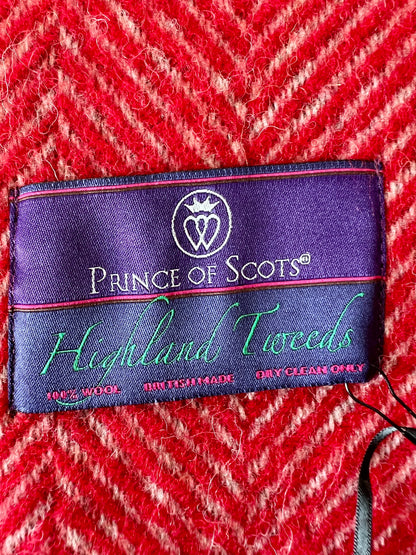 PRINCE OF SCOTS®
Highland Tweeds
100% WOOL BRITISH MADE DRY CLEAN ONLY